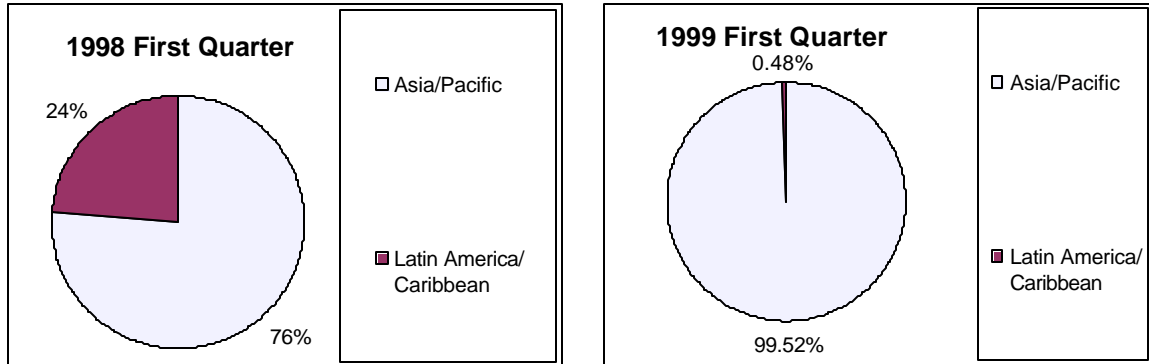 1998 First Quarter
24%
76%
Asia/Pacific
Latin America/
Caribbean
1999 First Quarter
0.48%
99.52%
Asia/Pacific
Latin America/
Caribbean